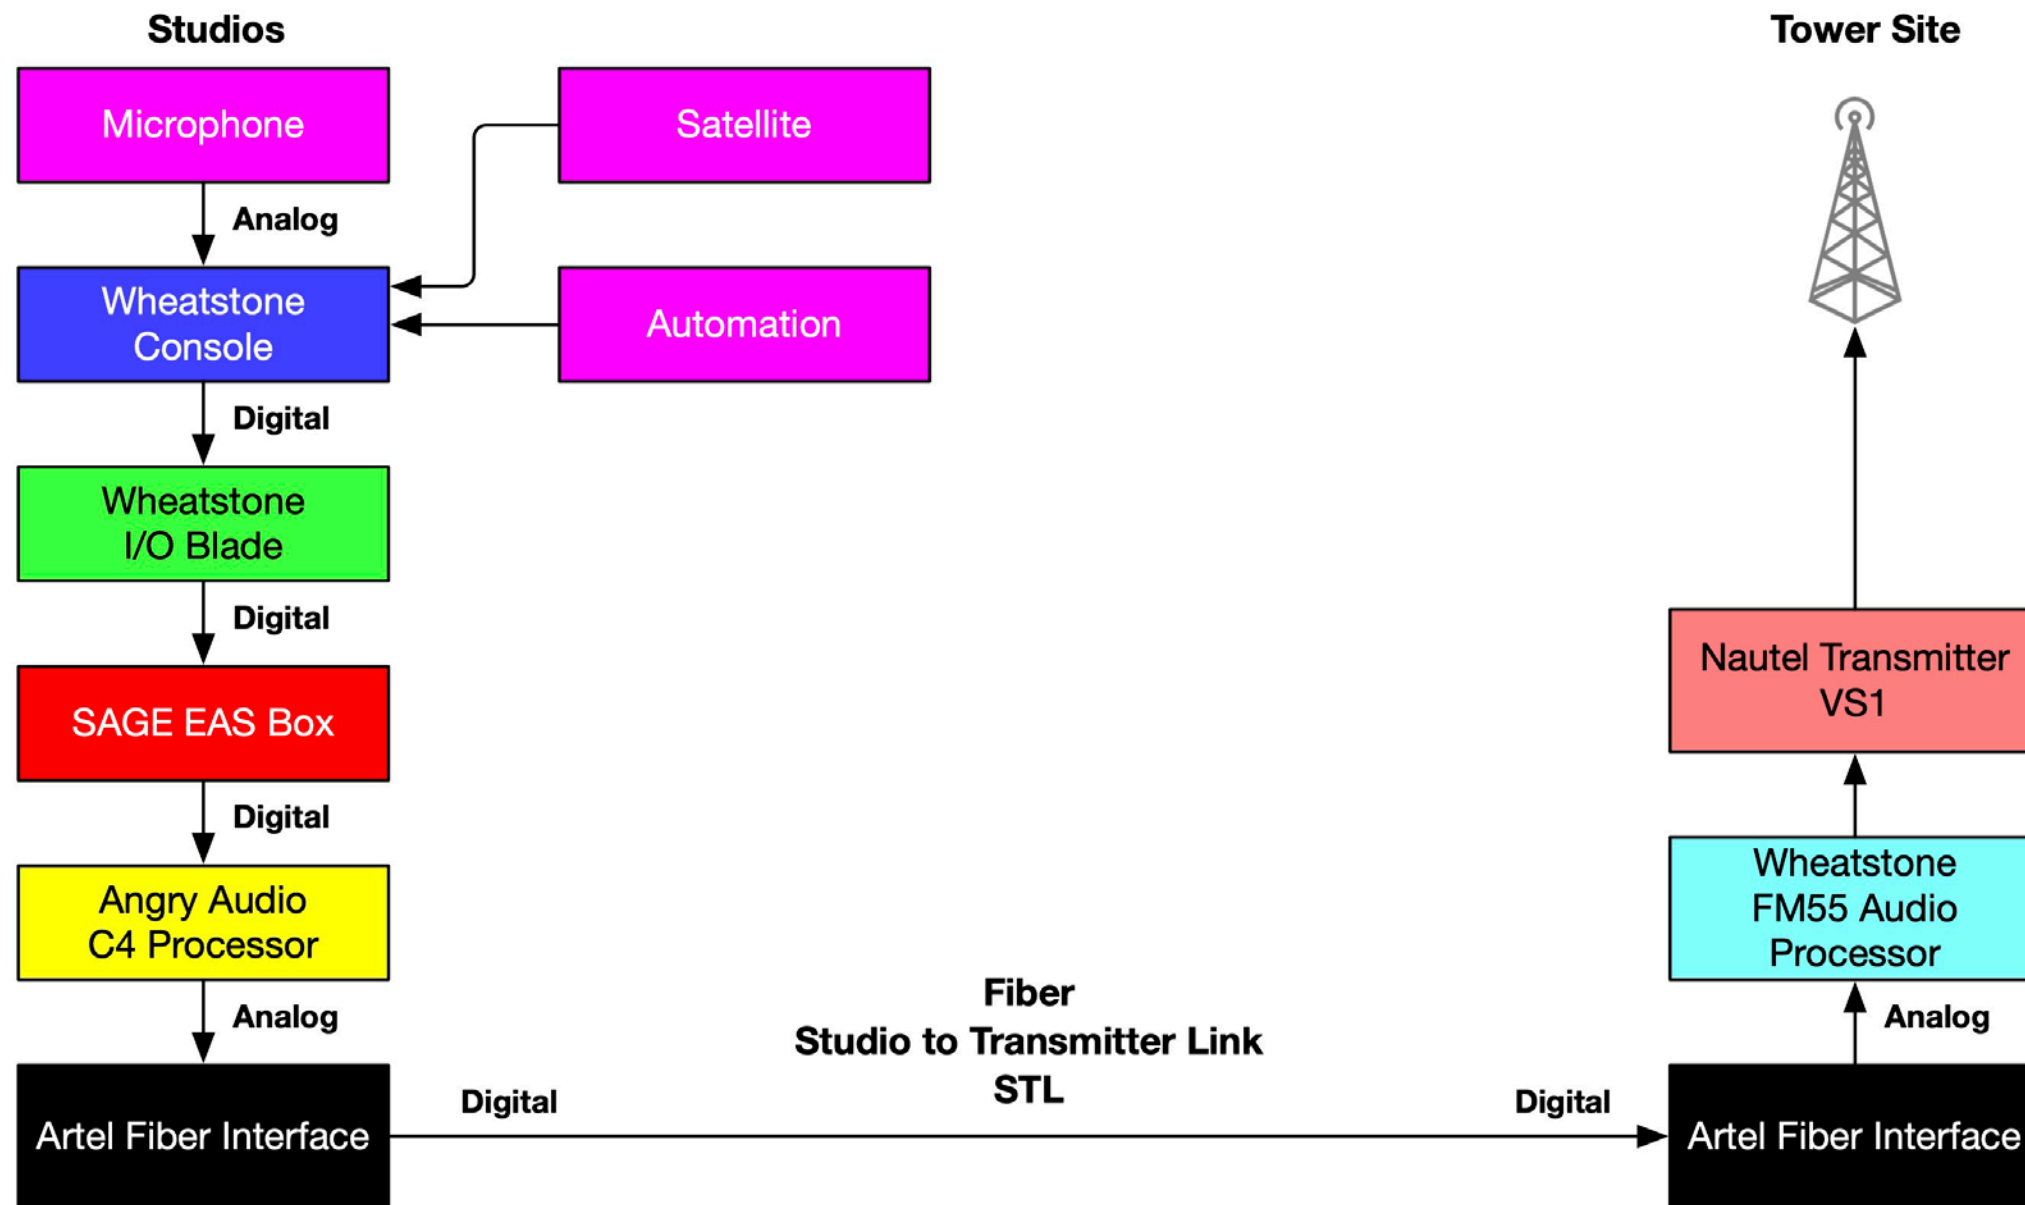 Studios
Tower Site
Microphone
Satellite
Analog
Wheatstone
Console
Automation
Digital
Wheatstone
I/O Blade
Digital
SAGE EAS Box
Digital
Angry Audio
C4 Processor
Analog
Artel Fiber Interface
Digital
Fiber
Studio to Transmitter Link
STL
Digital
Nautel Transmitter
VS1
Wheatstone
FM55 Audio
Processor
Analog
Artel Fiber Interface